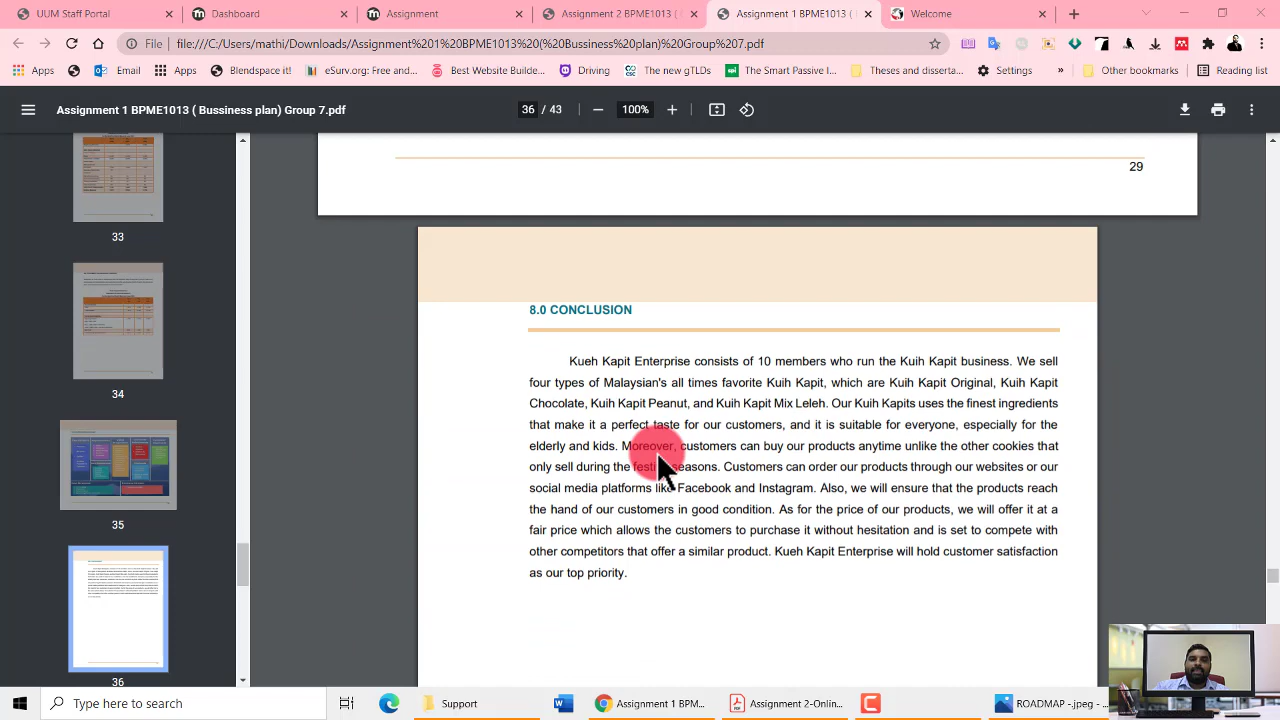 UUM Staff Portal
Dashboard
Assignment
Assignment 2 BPME1013 (
Assignment 1 BPME1013 (
Welcome
File
file:///C:/Users/mathi/Downloads/Assignment%201%20BPME1013%20(%20Bussiness%20plan)%20Group%207.pdf
Apps
Email
Apps
Blendspace!
eSurv.org: Free and...
Best Website Builde...
Driving
The New gTLDs
The Smart Passive I...
Theses and disserta...
Settings
»
Other bookmarks
Reading list
Assignment 1 BPME1013 ( Bussiness plan) Group 7.pdf
36 / 43
100%
33
34
35
36
29
8.0 CONCLUSION
Kueh Kapit Enterprise consists of 10 members who run the Kuih Kapit business. We sell
four types of Malaysian's all times favorite Kuih Kapit, which are Kuih Kapit Original, Kuih Kapit
Chocolate, Kuih Kapit Peanut, and Kuih Kapit Mix Leleh. Our Kuih Kapits uses the finest ingredients
that make it a perfect taste for our customers, and it is suitable for everyone, especially for the
elderly and kids. Moreover, customers can buy our products anytime unlike the other cookies that
only sell during the seasons. Customers can order our products through our websites or our
social media platforms like Facebook and Instagram. Also, we will ensure that the products reach
the hand of our customers in good condition. As for the price of our products, we will offer it at a
fair price which allows the customers to purchase it without hesitation and is set to compete with
other competitors that offer a similar product. Kueh Kapit Enterprise will hold customer satisfaction
as our top priority.
Type here to search
Assignment 1 BPM...
Assignment 2-Onlin...
ROADMAP -.jpeg -